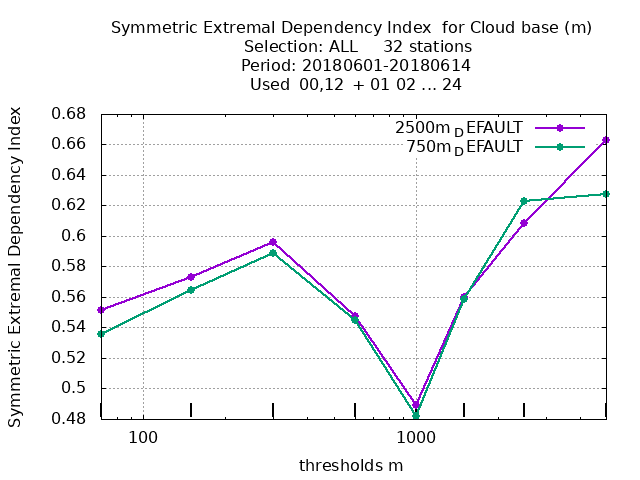 Symmetric Extremal Dependency Index  for Cloud base (m)
Selection: ALL     32 stations
Period: 20180601-20180614
Used  00,12  + 01 02 ... 24
Symmetric Extremal Dependency Index
0.68
0.66
0.64
0.62
0.6
0.58
0.56
0.54
0.52
0.5
0.48
2500m_DEFAULT
750m_DEFAULT
100
1000
thresholds m